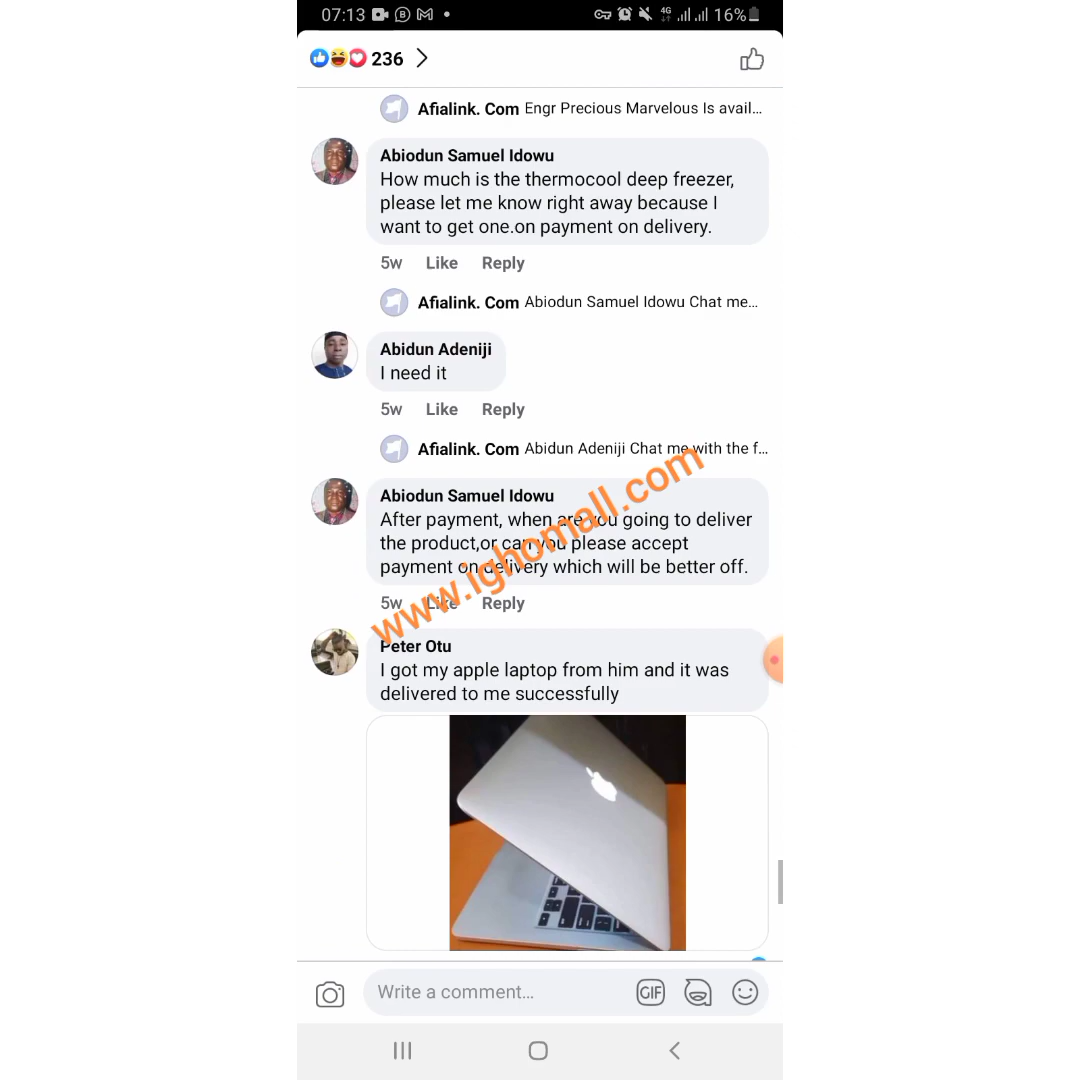 07:13
4G 16%
236
Afialink. Com Engr Precious Marvelous Is avail...
Abiodun Samuel Idowu
How much is the thermocool deep freezer,
please let me know right away because I
want to get one.on payment on delivery.
5w Like Reply
Afialink. Com Abiodun Samuel Idowu Chat me...
Abidun Adeniji
I need it
5w Like Reply
Afialink. Com Abidun Adeniji Chat me with the f...
Abiodun Samuel Idowu
After payment, when are you going to deliver
the product,or can you please accept
payment on delivery which will be better off.
5w Like Reply
www.ighomall.com
Peter Otu
I got my apple laptop from him and it was
delivered to me successfully
Write a comment...
GIF